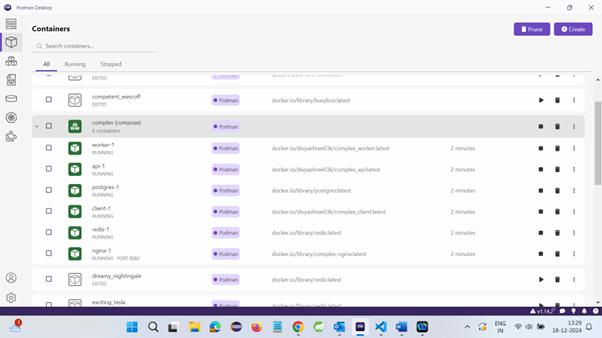 Podman Desktop
Containers
Prune
Create
Search containers...
All Running Stopped
EXITED
competent_wescoff
EXITED
Podman
docker.io/library/busybox:latest
complex (compose)
6 containers
Podman
worker-1
RUNNING
Podman
docker.io/divyashree03k/complex_worker:latest
2 minutes
api-1
RUNNING
Podman
docker.io/divyashree03k/complex_api:latest
2 minutes
postgres-1
RUNNING
Podman
docker.io/library/postgres:latest
2 minutes
client-1
RUNNING
Podman
docker.io/divyashree03k/complex_client:latest
2 minutes
redis-1
RUNNING
Podman
docker.io/library/redis:latest
2 minutes
nginx-1
RUNNING PORT 8082
Podman
docker.io/library/complex-nginx:latest
2 minutes
dreamy_nightingale
EXITED
Podman
docker.io/library/redis:latest
exciting_tesla
Podman
docker.io/library/redis:latest
v1.14.2
ENG
IN
13:29
18-12-2024